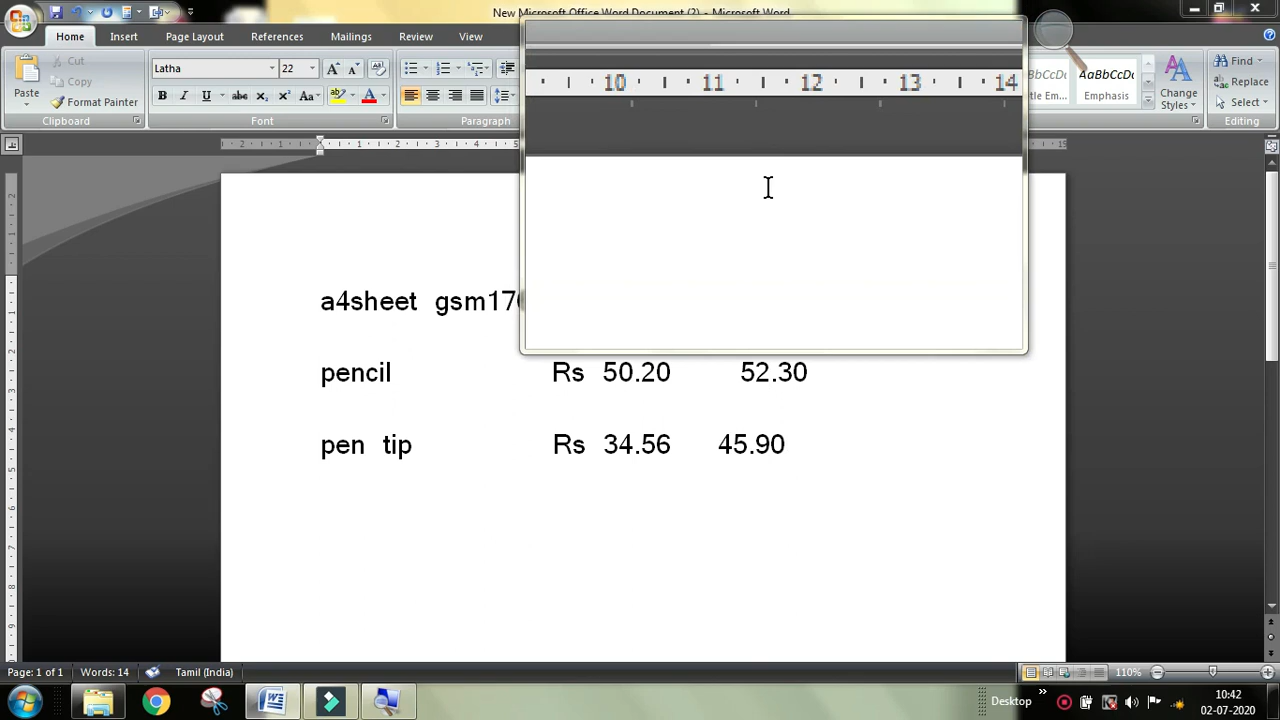 New Microsoft Office Word Document (2) - Microsoft Word
Home Insert Page Layout References Mailings Review View
Paste
Cut
Copy
Format Painter
Clipboard
Latha 22
Font
Paragraph
AaBbCcDc
Emphasis
Change Styles
Find
Replace
Select
Editing
10 11 12 13 14
a4sheet gsm170
pencil Rs 50.20 52.30
pen tip Rs 34.56 45.90
Page: 1 of 1 Words: 14 Tamil (India) 110%
Desktop
10:42
02-07-2020